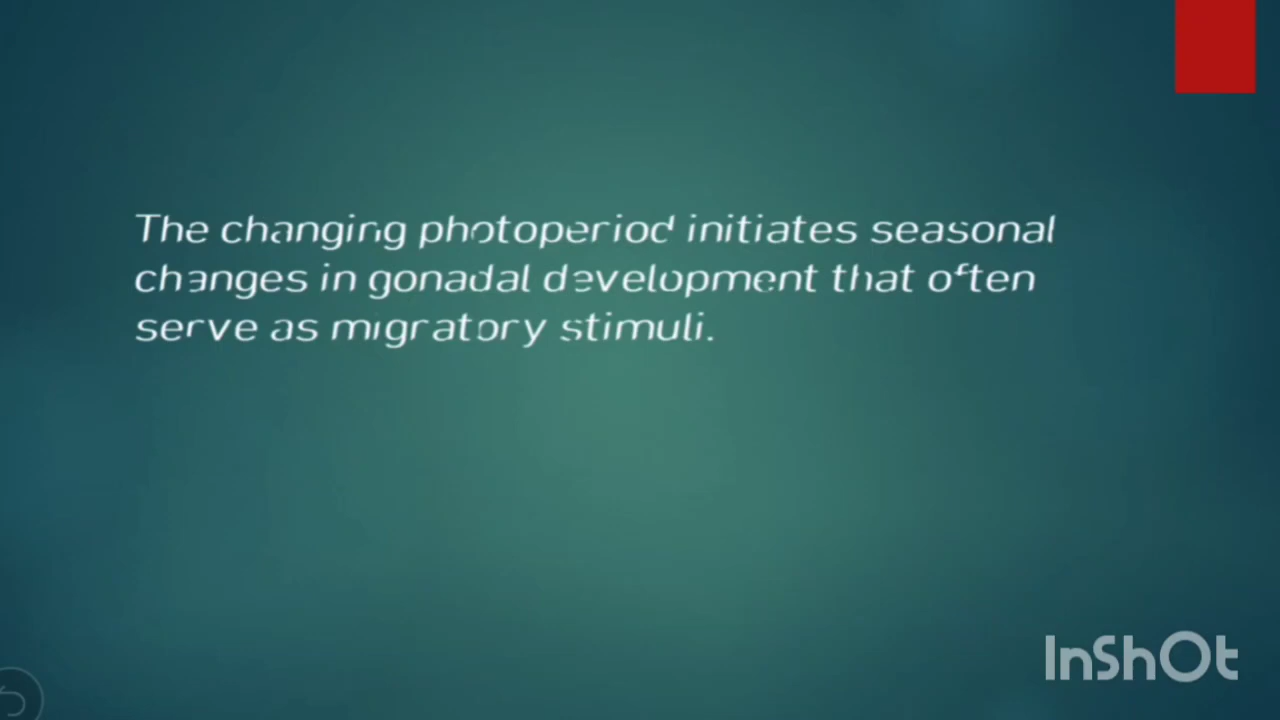 The changing photoperiod initiates seasonal
changes in gonadal development that often
serve as migratory stimuli.
InShOt